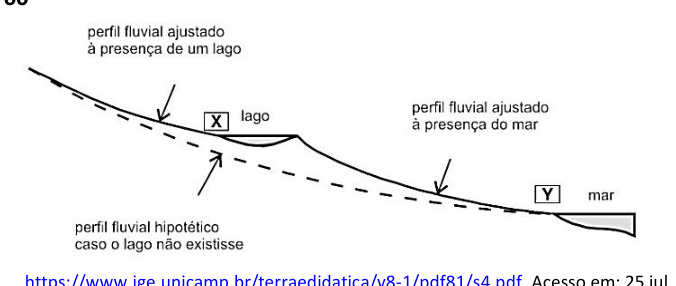 perfil fluvial ajustado
à presença de um lago
X
lago
perfil fluvial ajustado
à presença do mar
Y
mar
perfil fluvial hipotético
caso o lago não existisse
https://www.ige.unicamp.br/terraedidatica/v8-1/pdf81/s4.pdf. Acesso em: 25 jul